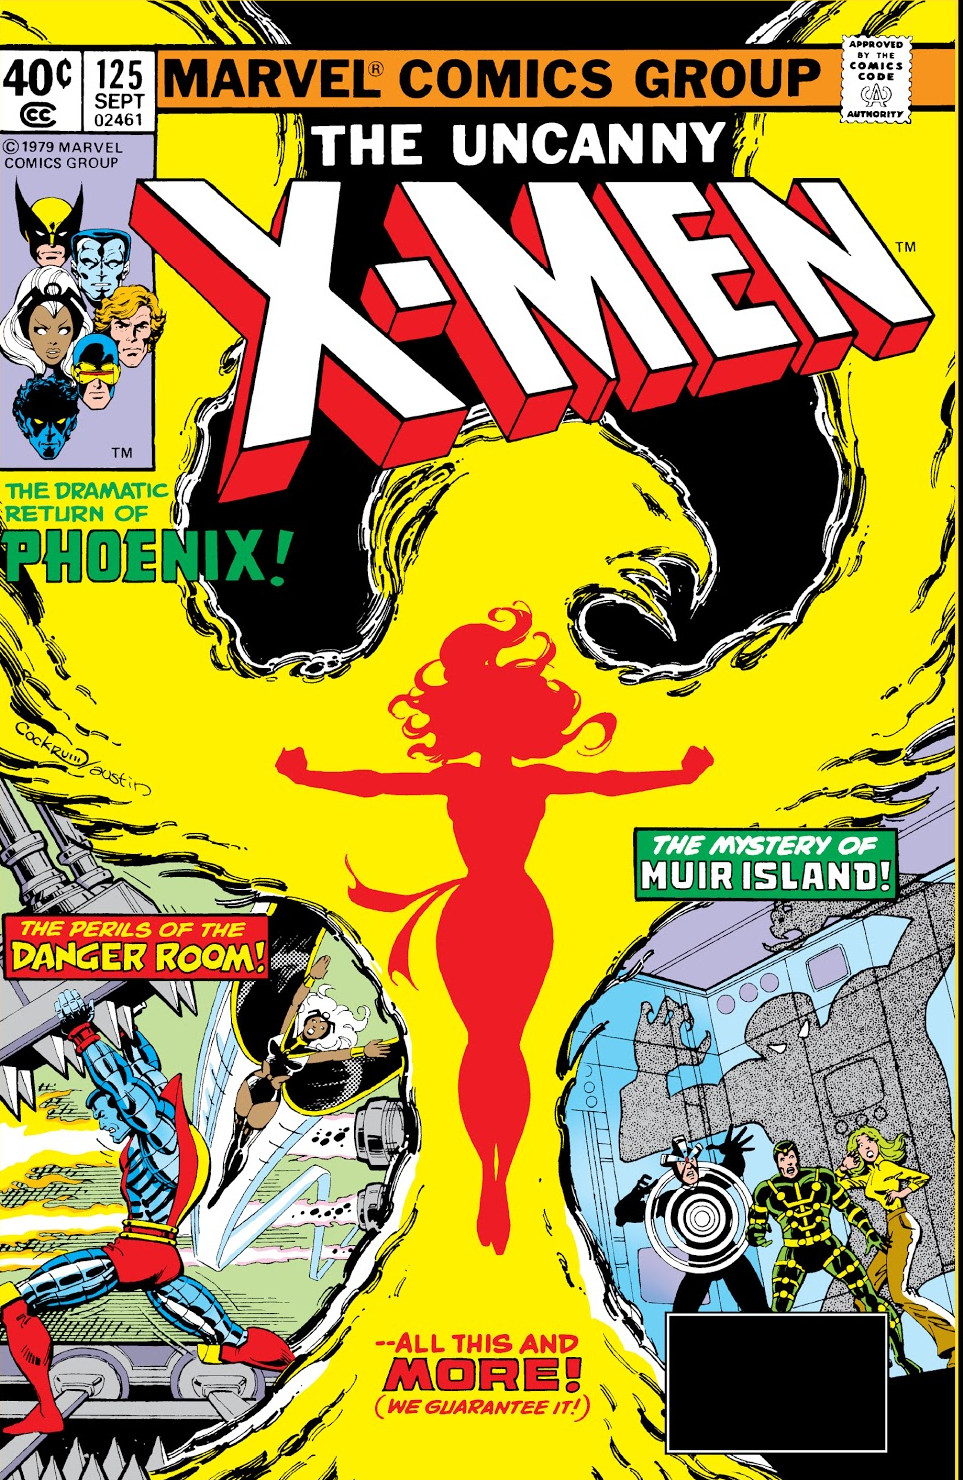 40¢
CC
125
SEPT
02461
MARVEL® COMICS GROUP
APPROVED
BY THE
COMICS
CODE
CA
AUTHORITY
© 1979 MARVEL
COMICS GROUP
THE UNCANNY
X-MEN
TM
TM
THE DRAMATIC
RETURN OF
PHOENIX!
Cockrum
austin
THE MYSTERY OF
MUIR ISLAND!
THE PERILS OF THE
DANGER ROOM!
--ALL THIS AND
MORE!
(WE GUARANTEE IT!)